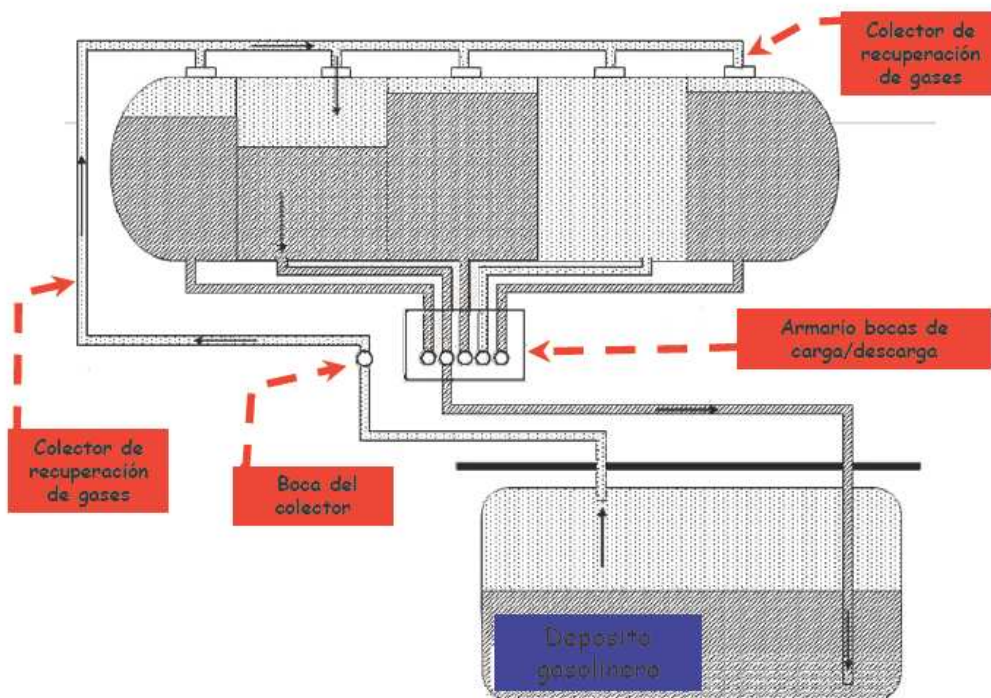 Colector de
recuperación
de gases
Armario bocas de
carga/descarga
Colector de
recuperación
de gases
Boca del
colector
Deposito
gasolinera